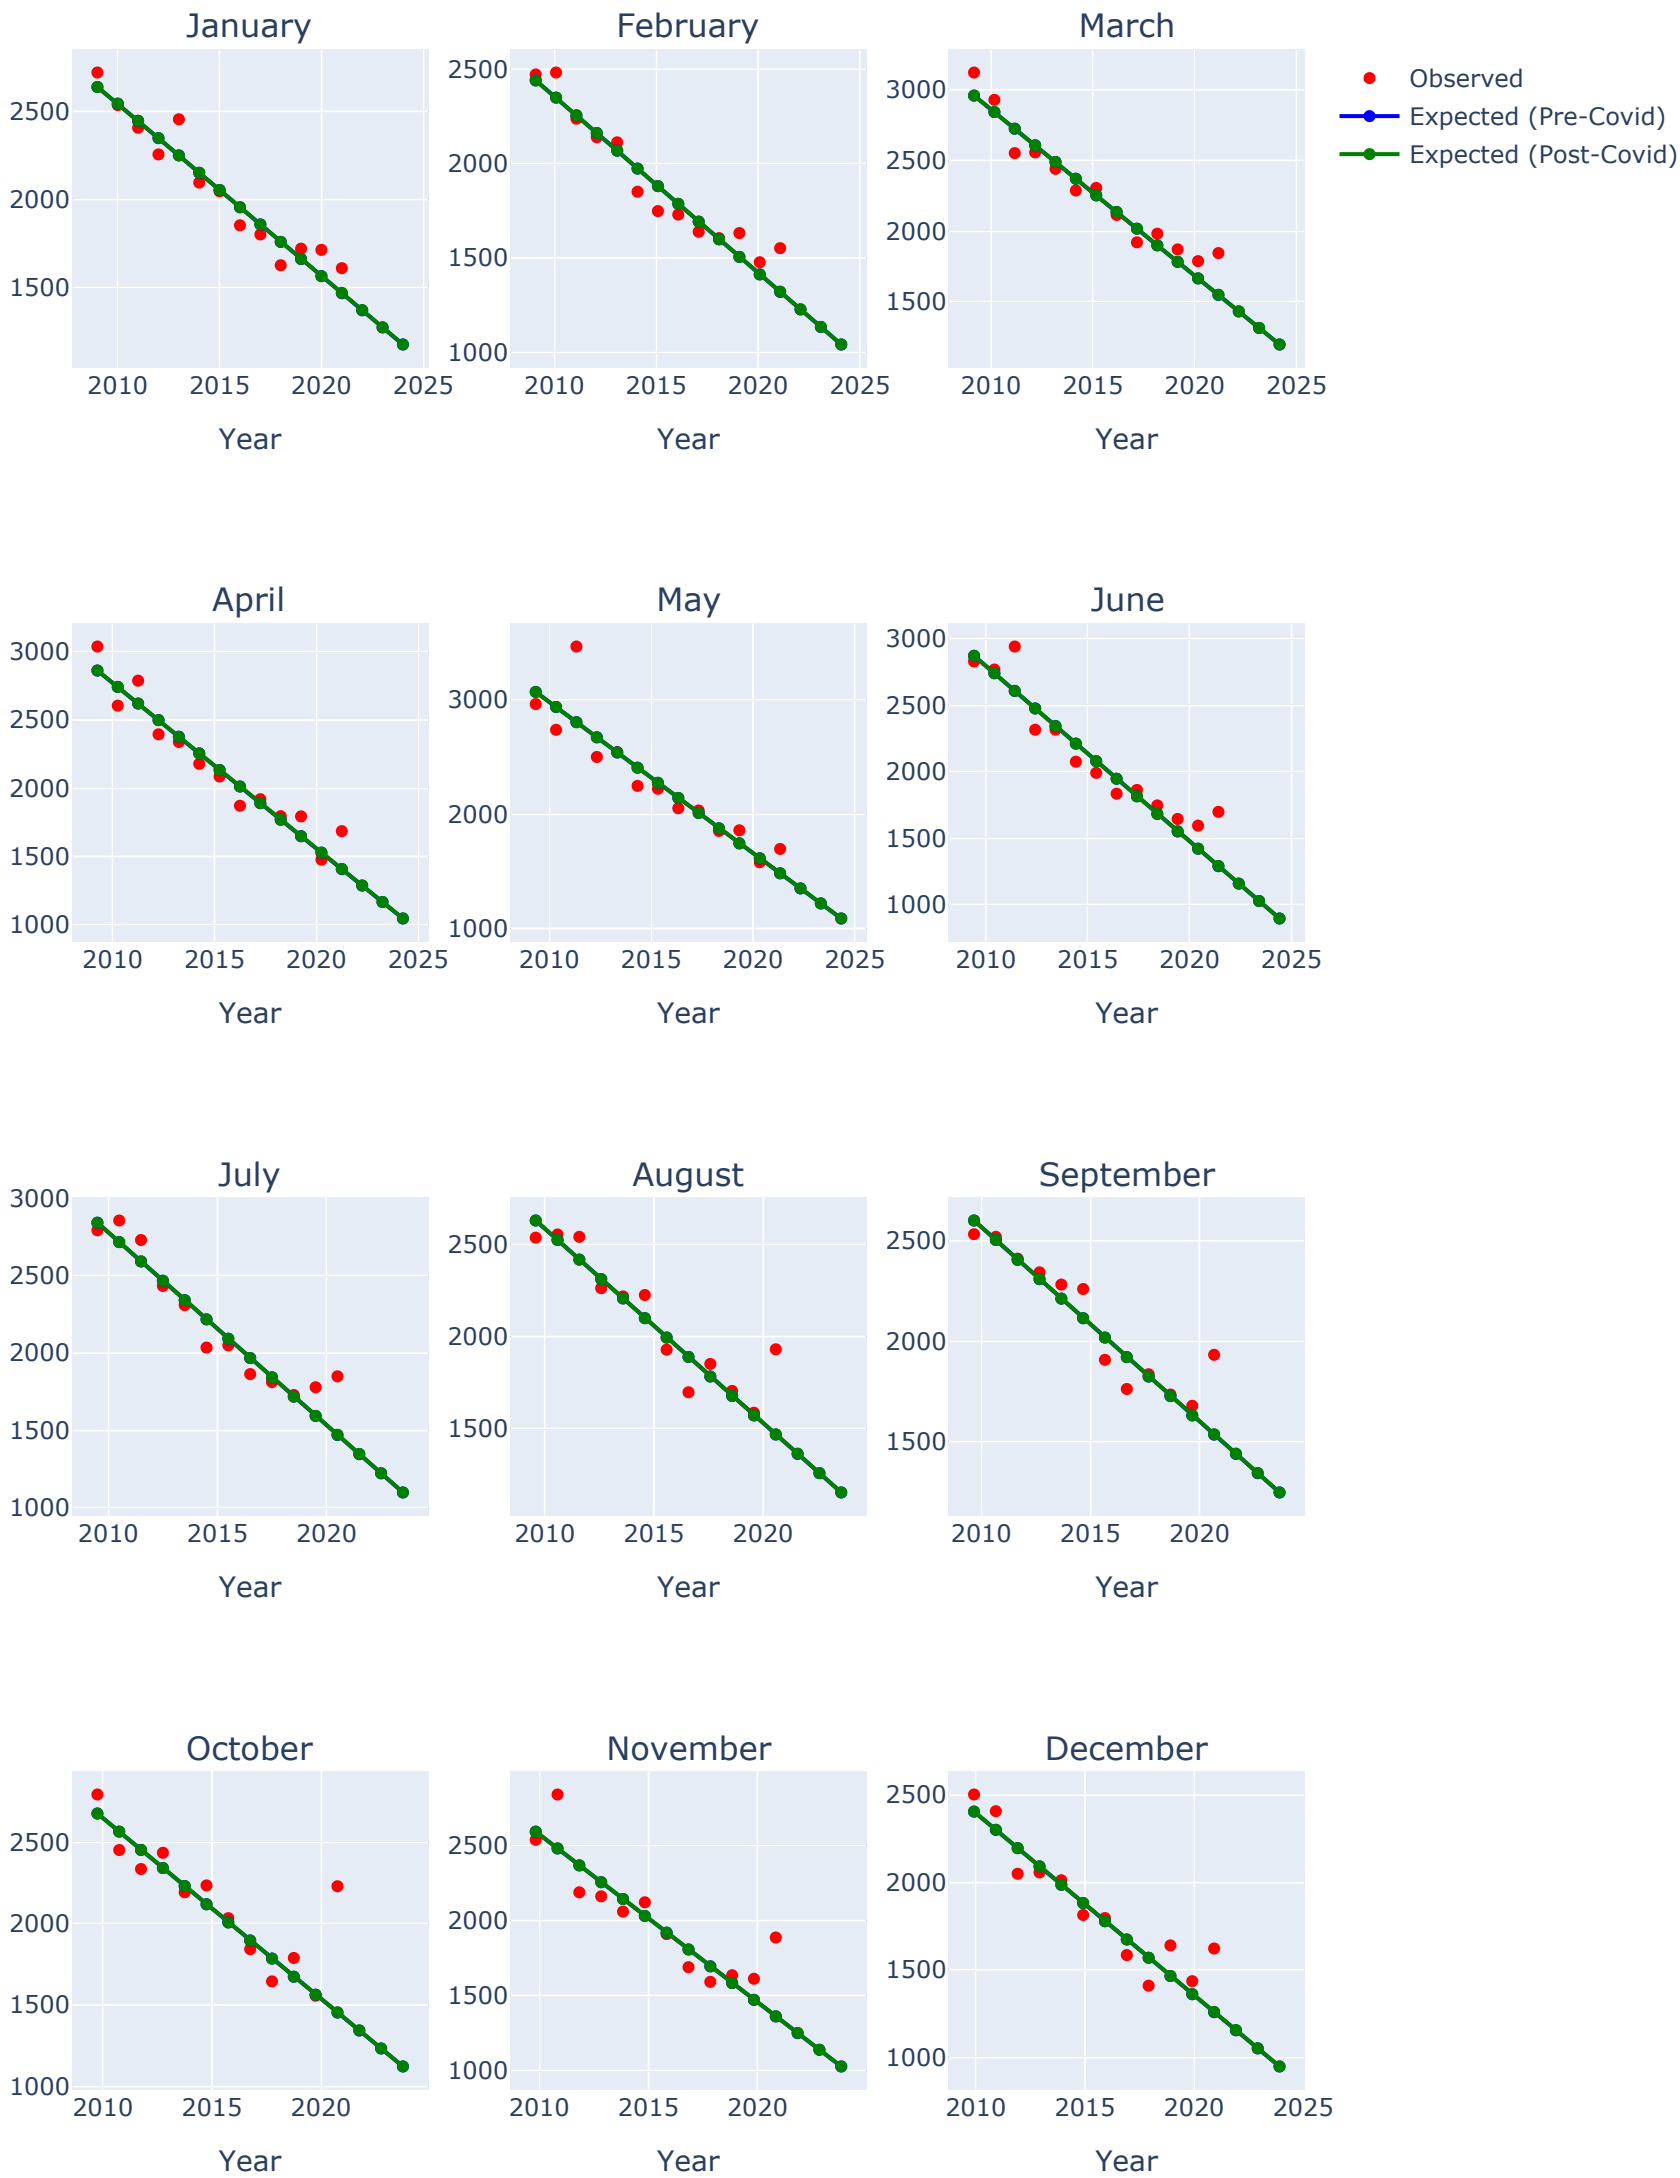 January February March
2500
2000
1500
2010 2015 2020 2025
Year
2500
2000
1500
1000
2010 2015 2020 2025
Year
3000
2500
2000
1500
2010 2015 2020 2025
Year
Observed
Expected (Pre-Covid)
Expected (Post-Covid)
April May June
3000
2500
2000
1500
1000
2010 2015 2020 2025
Year
3000
2000
1000
2010 2015 2020 2025
Year
3000
2500
2000
1500
1000
2010 2015 2020 2025
Year
July August September
3000
2500
2000
1500
1000
2010 2015 2020
Year
2500
2000
1500
2010 2015 2020
Year
2500
2000
1500
2010 2015 2020
Year
October November December
2500
2000
1500
1000
2010 2015 2020
Year
2500
2000
1500
1000
2010 2015 2020
Year
2500
2000
1500
1000
2010 2015 2020 2025
Year